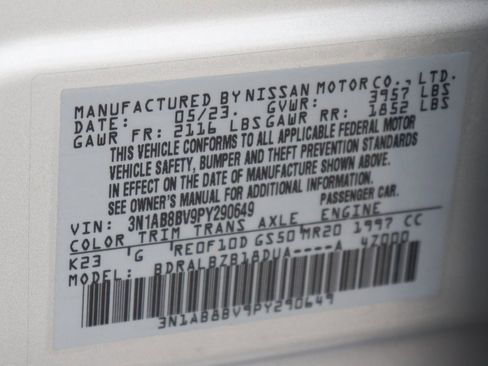 MANUFACTURED BY NISSAN MOTOR CO., LTD.
DATE: 05/23. GVWR: 3957 LBS
GAWR FR: 2116 LBS GAWR RR: 1852 LBS
THIS VEHICLE CONFORMS TO ALL APPLICABLE FEDERAL MOTOR
VEHICLE SAFETY, BUMPER AND THEFT PREVENTION STANDARDS
IN EFFECT ON THE DATE OF MANUFACTURE SHOWN ABOVE.
SEE OWNER'S MANUAL FOR ADDITIONAL INFORMATION.
VIN: 3N1AB8BV9PY290649 PASSENGER CAR.
COLOR TRIM TRANS AXLE ENGINE
K23 G RE0F10D GS50 MR20 1997 CC
MODEL: BDRALBZB18DUA----A 4Z000
3N1AB8BV9PY290649